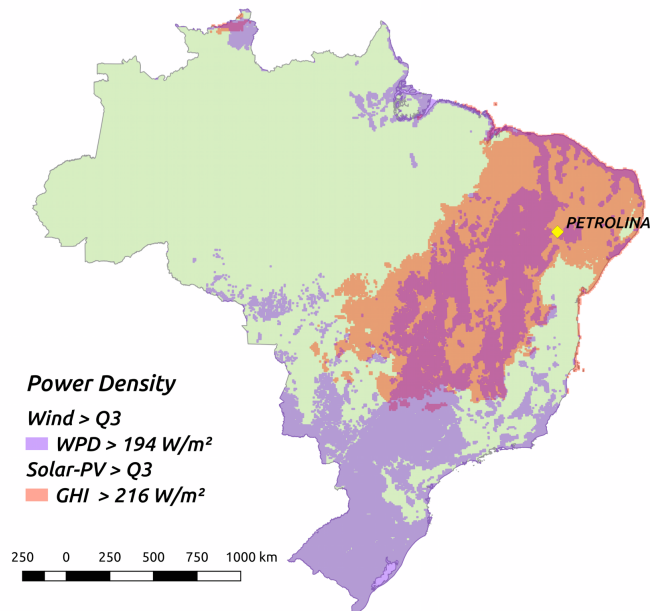 PETROLINA
Power Density
Wind > Q3
WPD > 194 W/m²
Solar-PV > Q3
GHI > 216 W/m²
250 0 250 500 750 1000 km